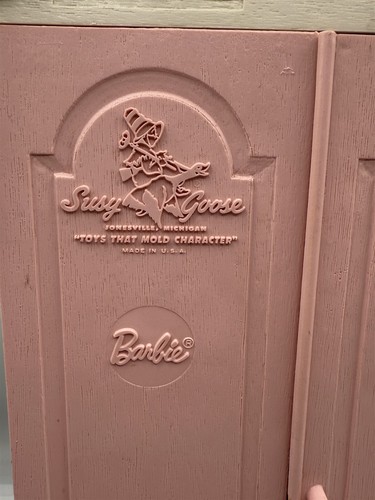 Susy Goose
JONESVILLE, MICHIGAN
"TOYS THAT MOLD CHARACTER"
MADE IN U.S.A.
Barbie®